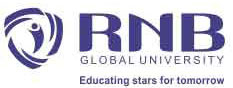 RNB
GLOBAL UNIVERSITY
Educating stars for tomorrow